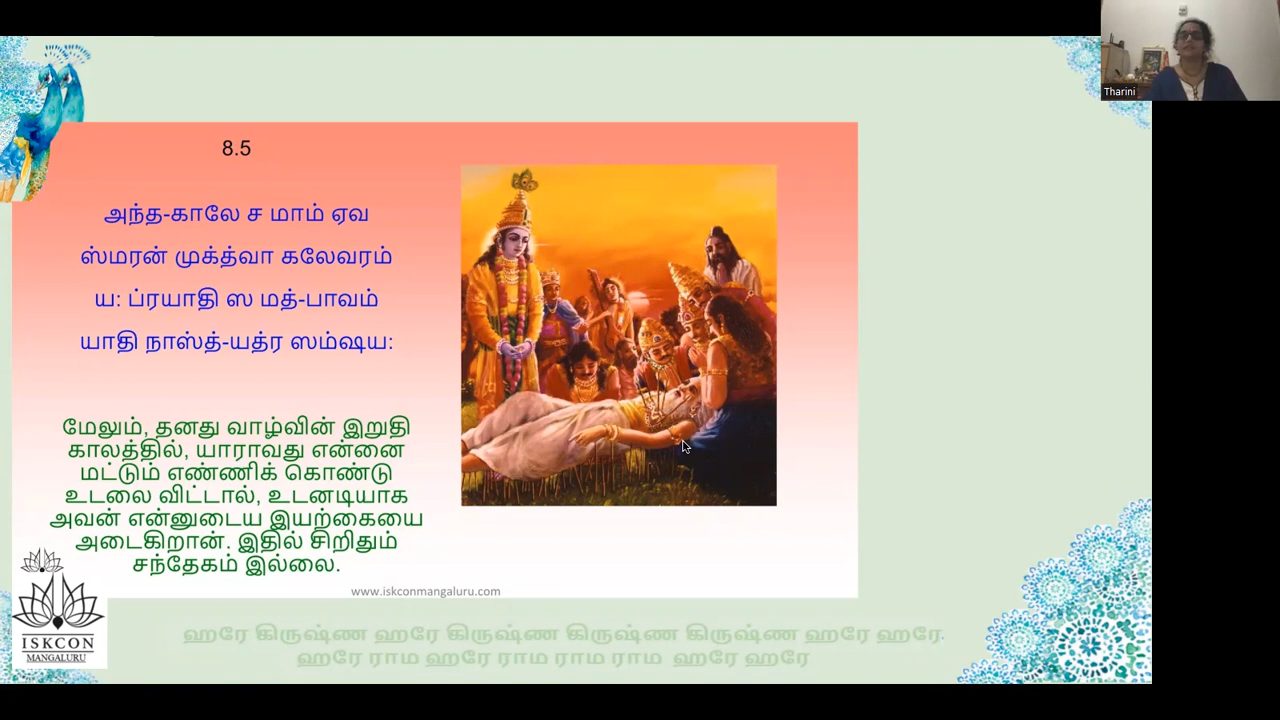 Tharini
8.5
அந்த-காலே ச மாம் ஏவ
ஸ்மரன் முக்த்வா கலேவரம்
ய: ப்ரயாதி ஸ மத்-பாவம்
யாதி நாஸ்த்-யத்ர ஸம்ஷய:
மேலும், தனது வாழ்வின் இறுதி
காலத்தில், யாராவது என்னை
மட்டும் எண்ணிக் கொண்டு
உடலை விட்டால், உடனடியாக
அவன் என்னுடைய இயற்கையை
அடைகிறான். இதில் சிறிதும்
சந்தேகம் இல்லை.
www.iskconmangaluru.com
ISKCON
MANGALURU
ஹரே கிருஷ்ண ஹரே கிருஷ்ண கிருஷ்ண கிருஷ்ண ஹரே ஹரே.
ஹரே ராம ஹரே ராம ராம ராம ஹரே ஹரே